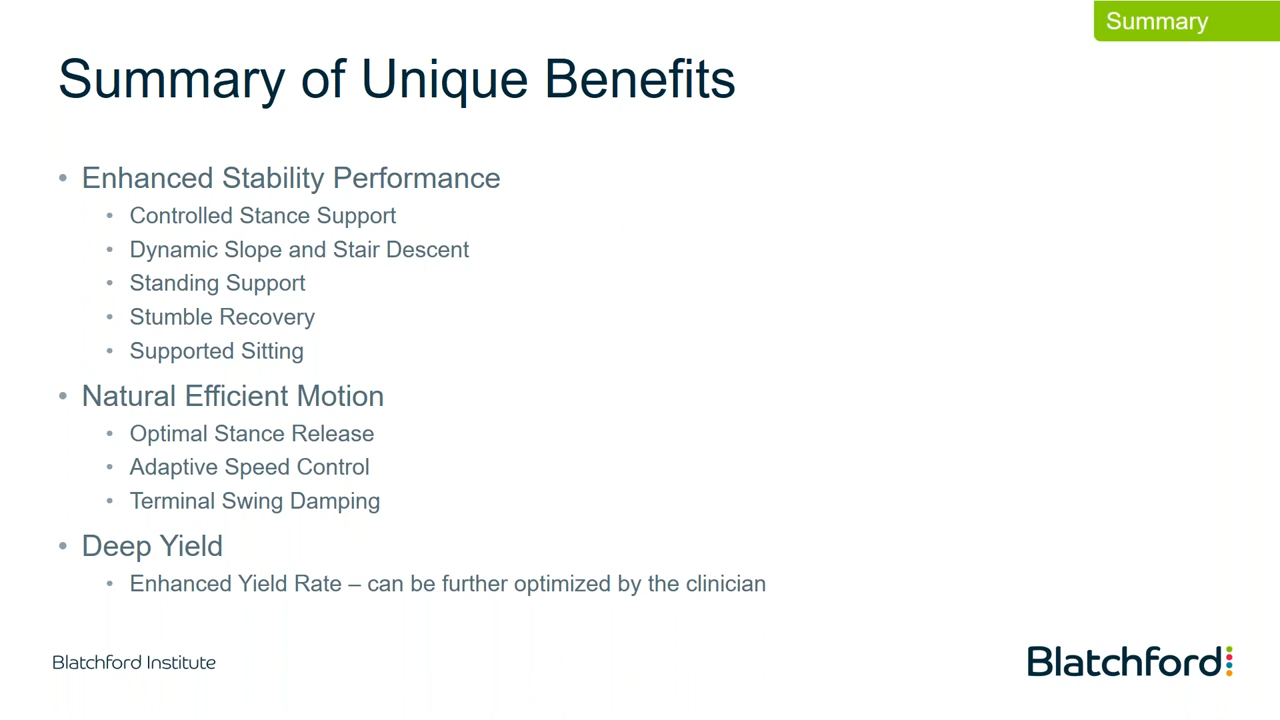 Summary
Summary of Unique Benefits
• Enhanced Stability Performance
• Controlled Stance Support
• Dynamic Slope and Stair Descent
• Standing Support
• Stumble Recovery
• Supported Sitting
• Natural Efficient Motion
• Optimal Stance Release
• Adaptive Speed Control
• Terminal Swing Damping
• Deep Yield
• Enhanced Yield Rate – can be further optimized by the clinician
Blatchford Institute
Blatchford